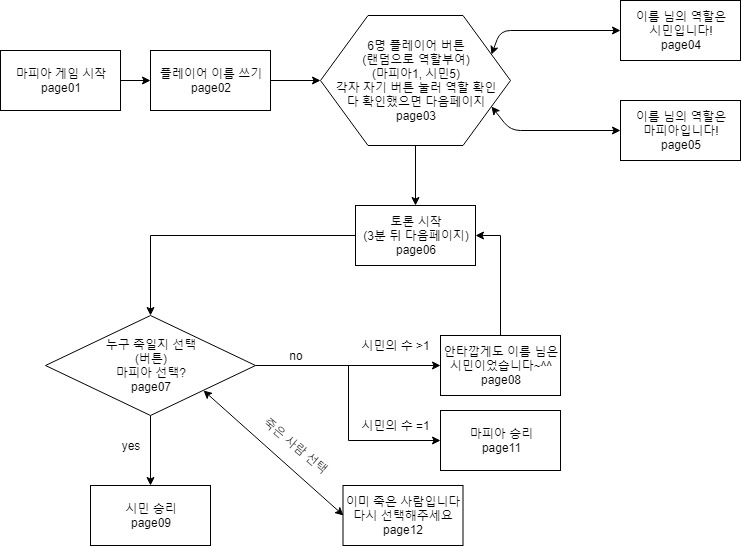 마피아 게임 시작
page01
플레이어 이름 쓰기
page02
6명 플레이어 버튼
(랜덤으로 역할부여)
(마피아1, 시민5)
각자 자기 버튼 눌러 역할 확인
다 확인했으면 다음페이지
page03
이름 님의 역할은
시민입니다!
page04
이름 님의 역할은
마피아입니다!
page05
토론 시작
(3분 뒤 다음페이지)
page06
누구 죽일지 선택
(버튼)
마피아 선택?
page07
no
시민의 수 >1
안타깝게도 이름 님은
시민이었습니다~^^
page08
시민의 수 =1
마피아 승리
page11
yes
시민 승리
page09
죽은 사람 선택
이미 죽은 사람입니다
다시 선택해주세요
page12